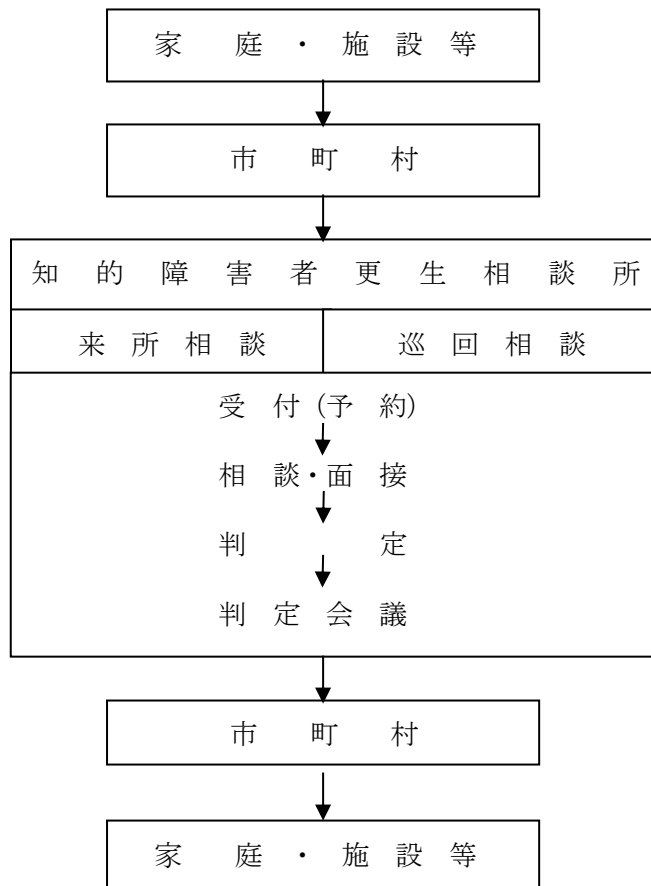 家庭・施設等
市町村
知的障害者更生相談所
来所相談 巡回相談
受付(予約)
相談・面接
判定
判定会議
市町村
家庭・施設等